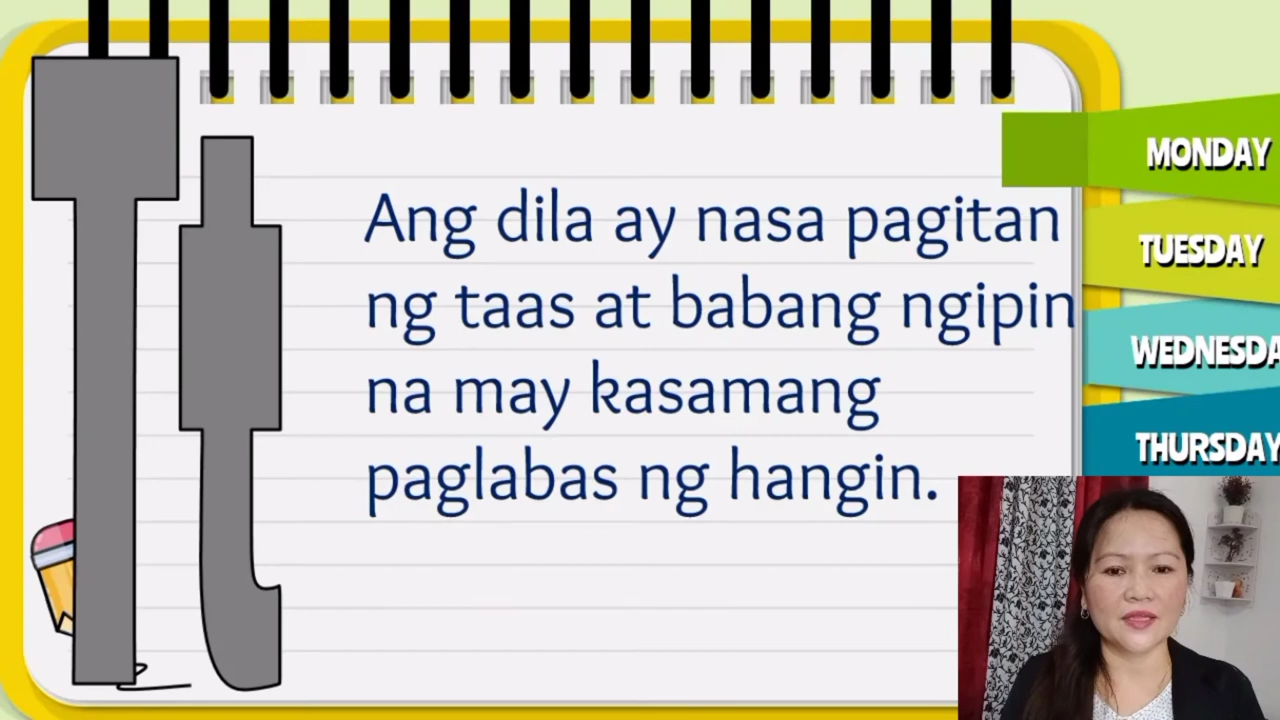 Tt
Ang dila ay nasa pagitan
ng taas at babang ngipin
na may kasamang
paglabas ng hangin.
MONDAY
TUESDAY
WEDNESDA
THURSDAY